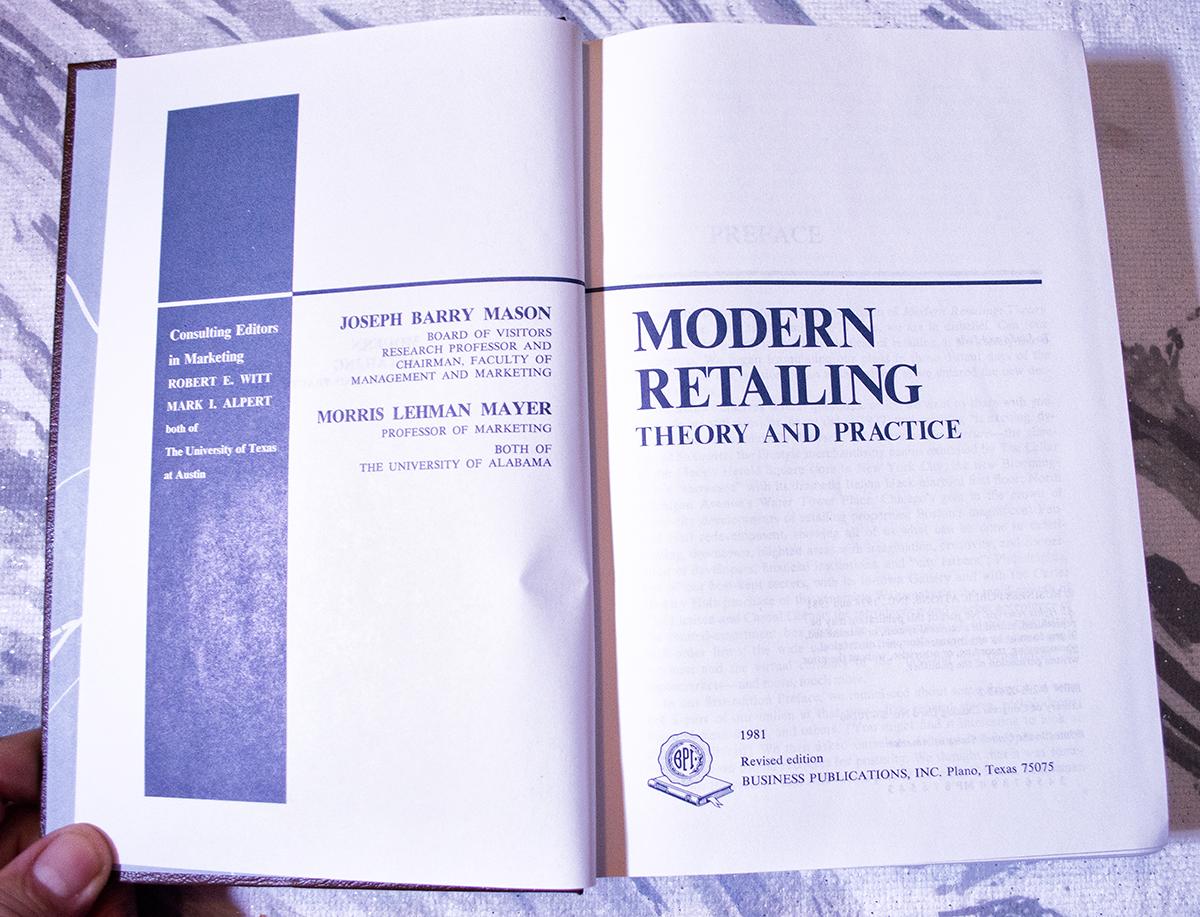 Consulting Editors
in Marketing
ROBERT E. WITT
MARK I. ALPERT
both of
The University of Texas
at Austin
JOSEPH BARRY MASON
BOARD OF VISITORS
RESEARCH PROFESSOR AND
CHAIRMAN, FACULTY OF
MANAGEMENT AND MARKETING
MORRIS LEHMAN MAYER
PROFESSOR OF MARKETING
BOTH OF
THE UNIVERSITY OF ALABAMA
PREFACE
MODERN
RETAILING
THEORY AND PRACTICE
BPI
1981
Revised edition
BUSINESS PUBLICATIONS, INC. Plano, Texas 75075